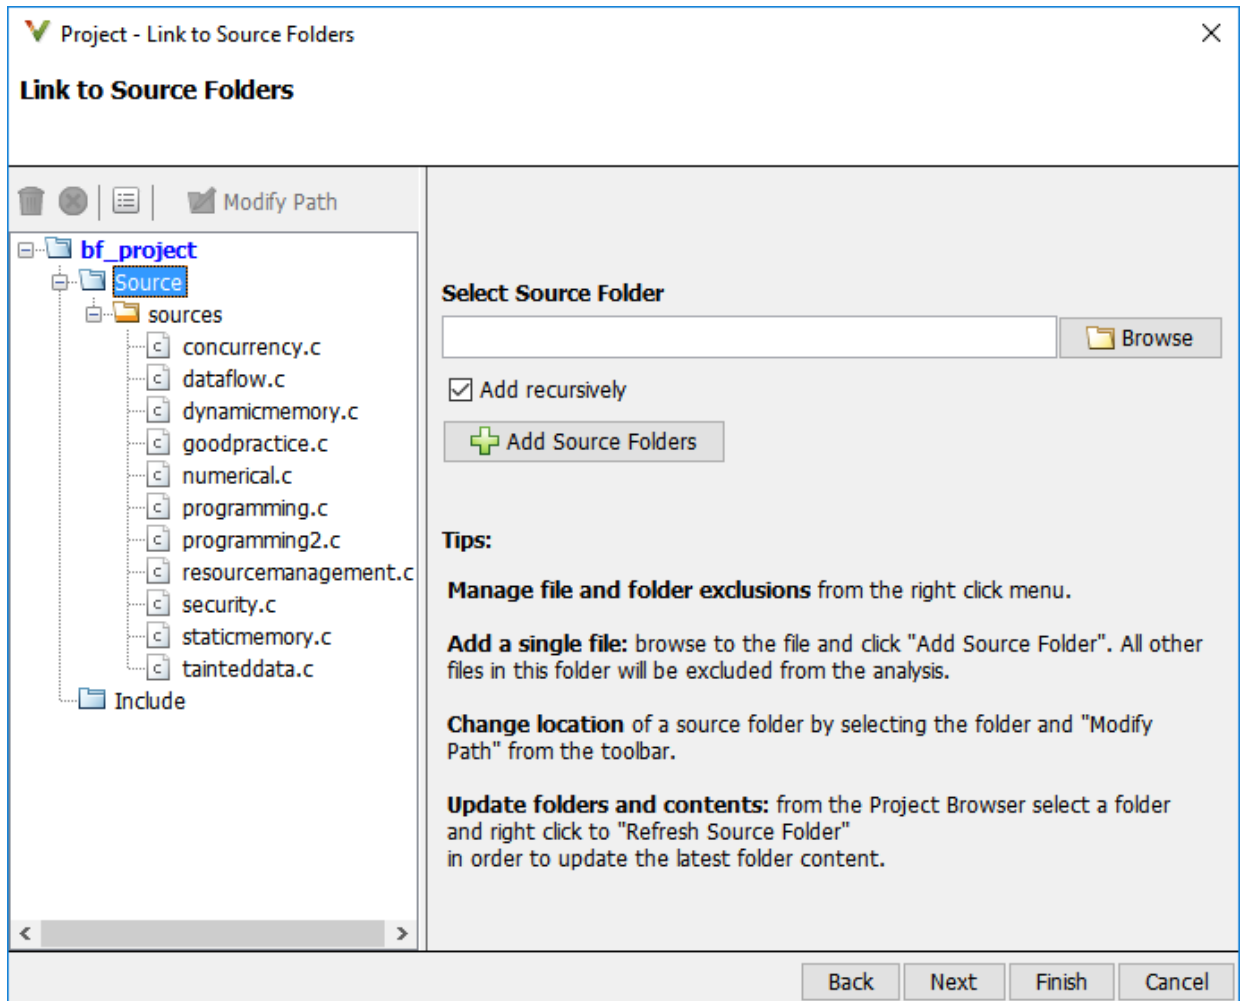 Project - Link to Source Folders
Link to Source Folders
Modify Path
bf_project
Source
sources
concurrency.c
dataflow.c
dynamicmemory.c
goodpractice.c
numerical.c
programming.c
programming2.c
resourcemanagement.c
security.c
staticmemory.c
tainteddata.c
Include
Select Source Folder
Browse
Add recursively
Add Source Folders
Tips:
Manage file and folder exclusions from the right click menu.
Add a single file: browse to the file and click "Add Source Folder". All other
files in this folder will be excluded from the analysis.
Change location of a source folder by selecting the folder and "Modify
Path" from the toolbar.
Update folders and contents: from the Project Browser select a folder
and right click to "Refresh Source Folder"
in order to update the latest folder content.
Back Next Finish Cancel